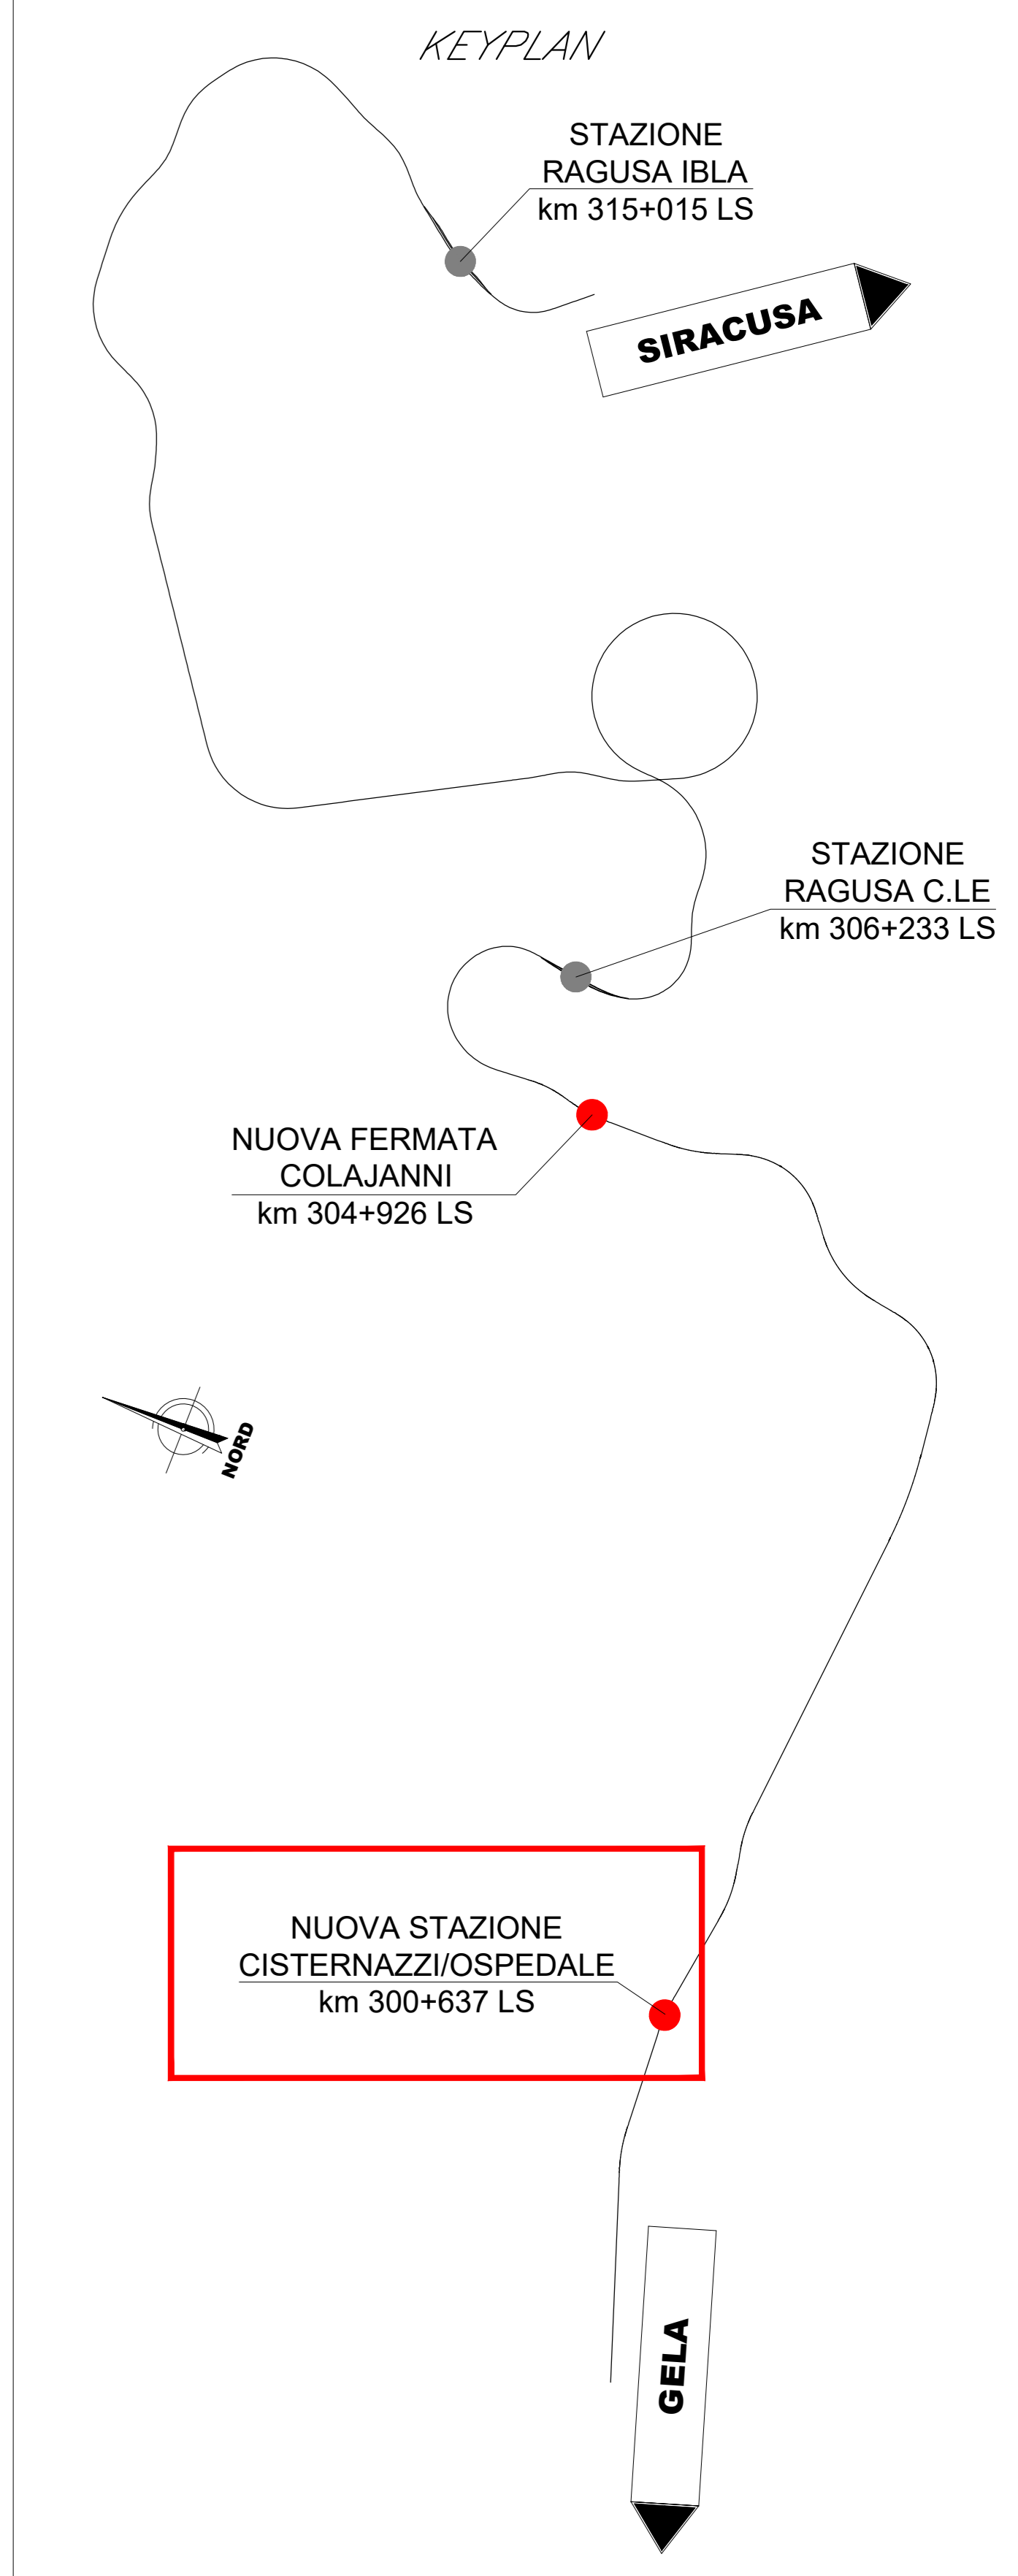 KEYPLAN
STAZIONE
RAGUSA IBLA
km 315+015 LS
SIRACUSA
STAZIONE
RAGUSA C.LE
km 306+233 LS
NUOVA FERMATA
COLAJANNI
km 304+926 LS
NORD
NUOVA STAZIONE
CISTERNAZZI/OSPEDALE
km 300+637 LS
GELA